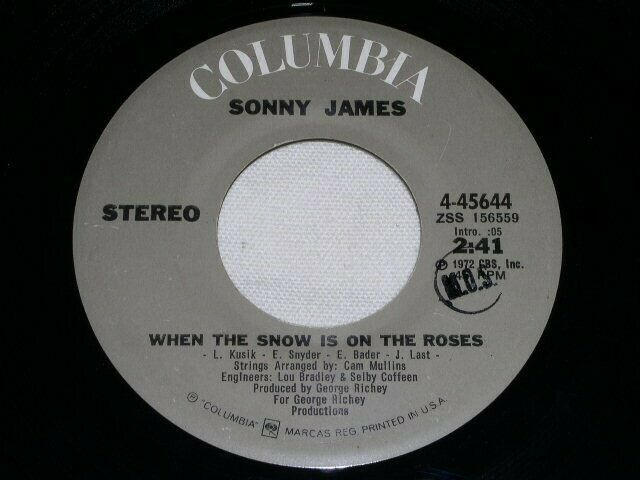 COLUMBIA
SONNY JAMES
STEREO
4-45644
ZSS 156559
Intro. :05
2:41
℗ 1972 CBS, Inc.
45 RPM
M.O.S.
WHEN THE SNOW IS ON THE ROSES
- L. Kusik - E. Snyder - E. Bader - J. Last -
Strings Arranged by: Cam Mullins
Engineers: Lou Bradley & Selby Coffeen
Produced by George Richey
For George Richey
Productions
℗ "COLUMBIA" MARCAS REG. PRINTED IN U.S.A.